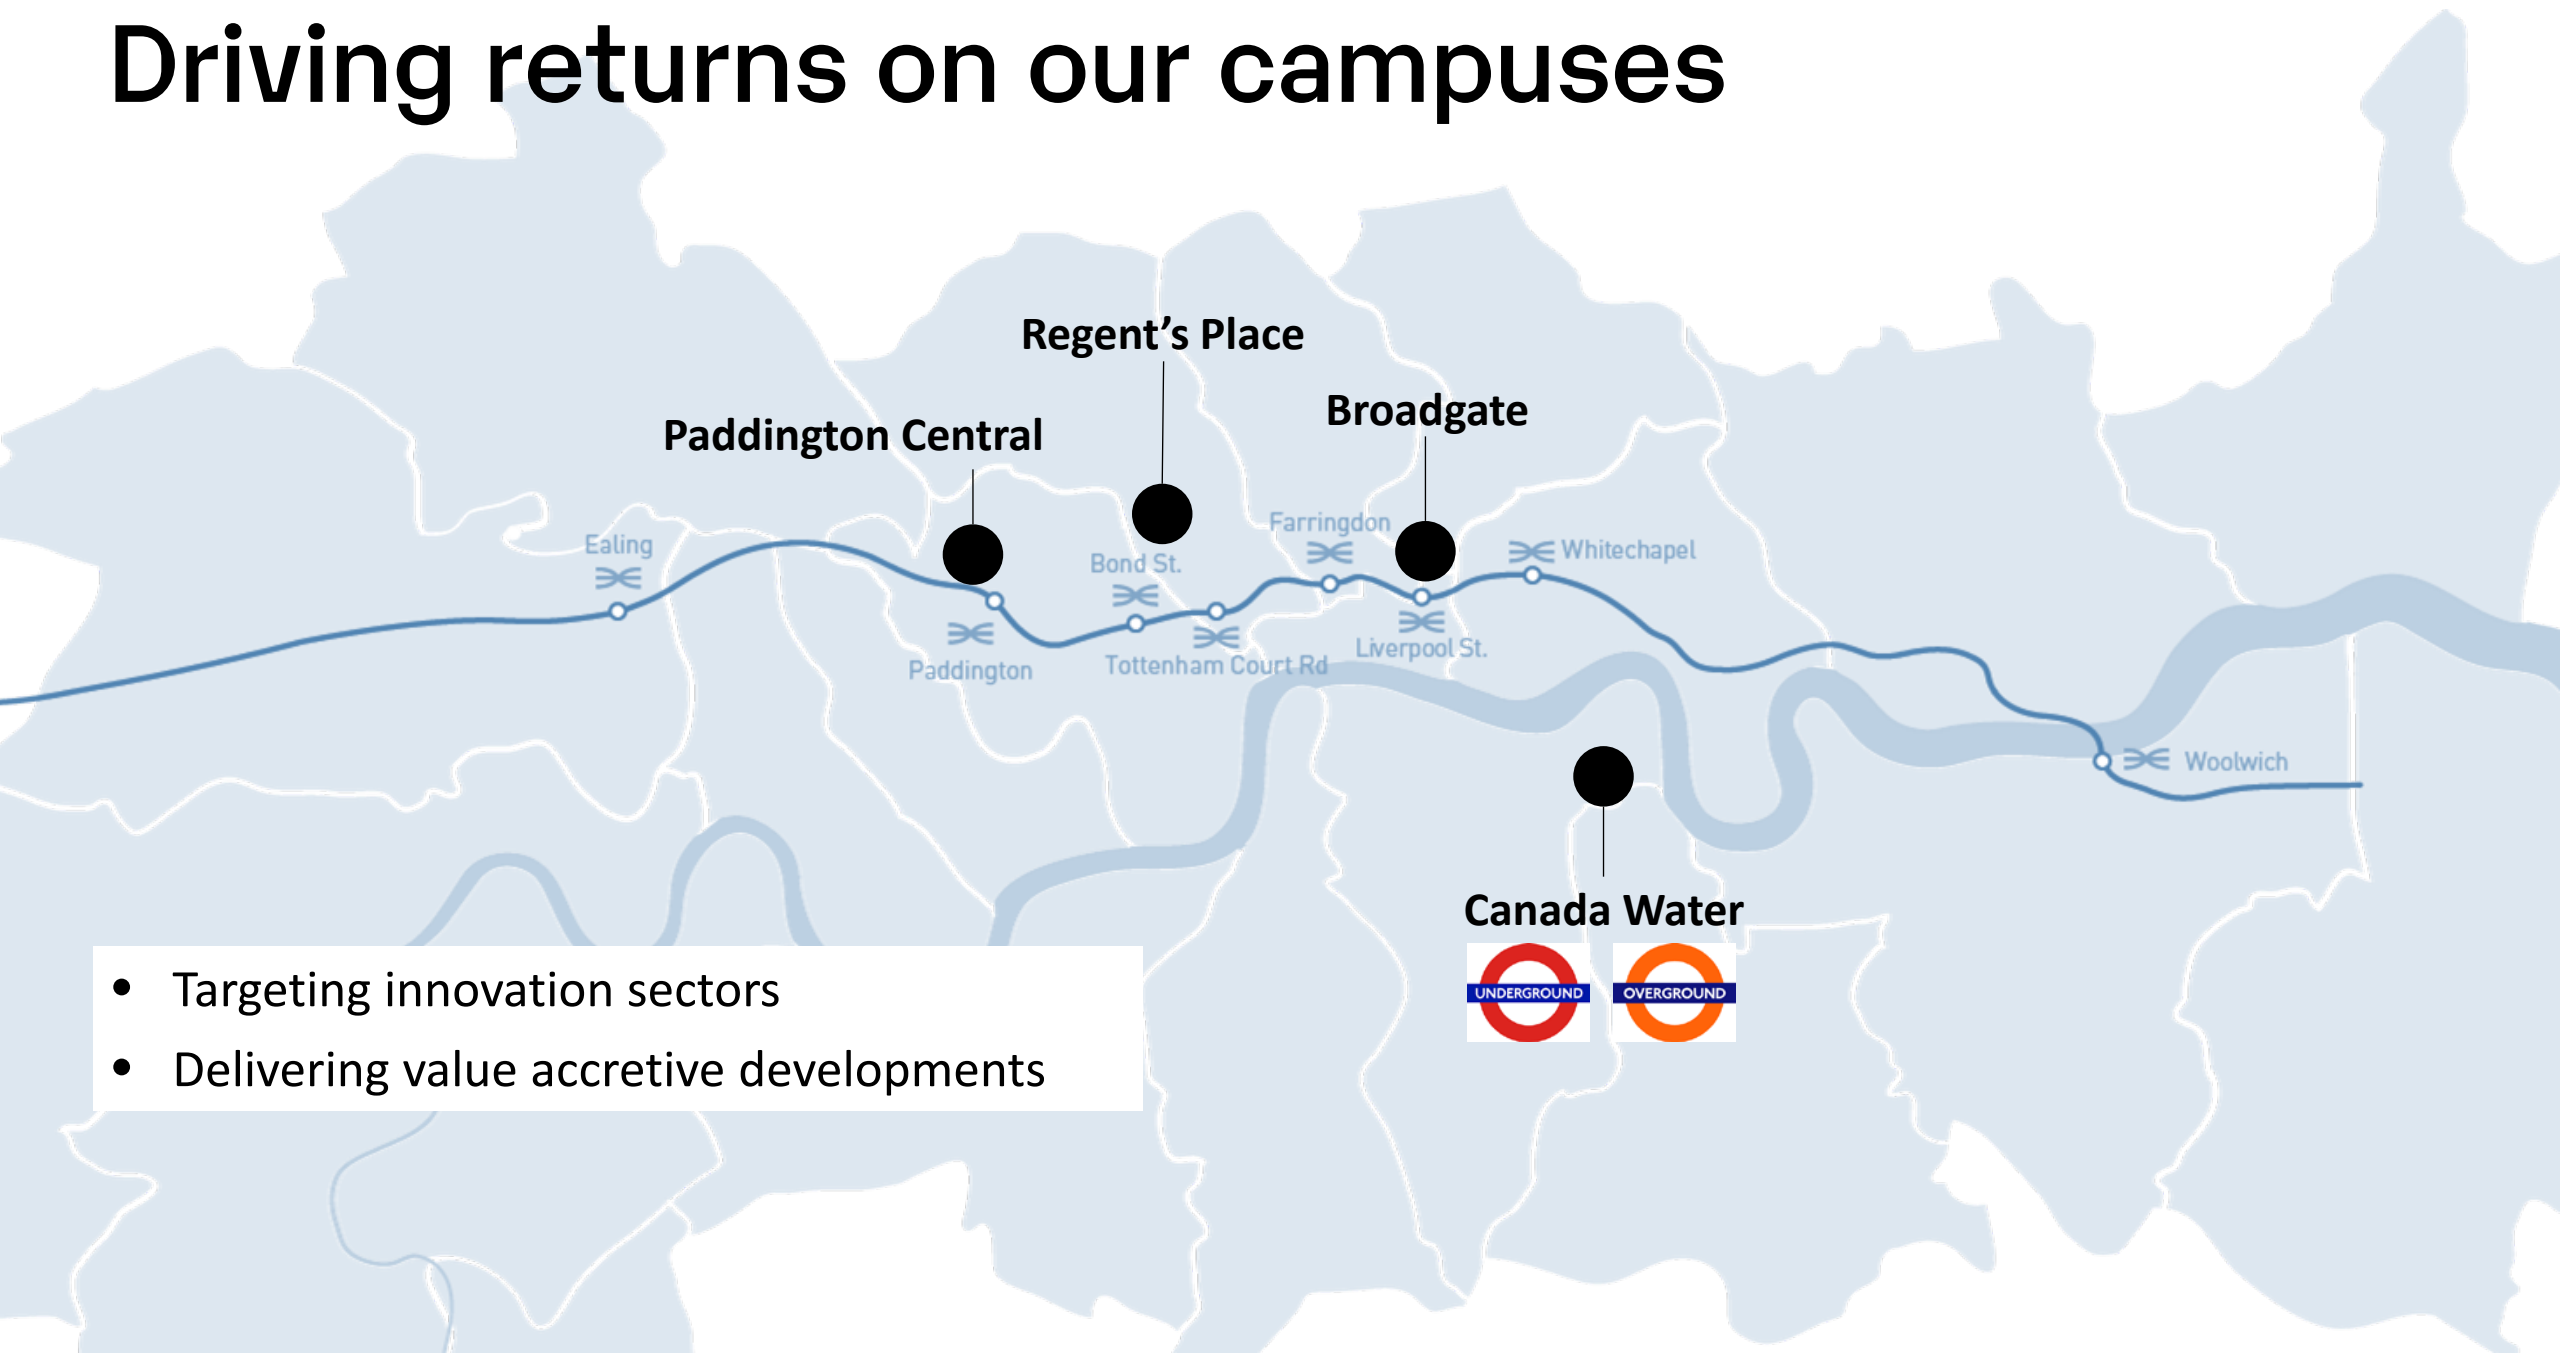 Driving returns on our campuses
Regent’s Place
Broadgate
Paddington Central
Farringdon
Ealing
Bond St.
Whitechapel
Paddington
Tottenham Court Rd
Liverpool St.
Woolwich
Canada Water
UNDERGROUND
OVERGROUND
• Targeting innovation sectors
• Delivering value accretive developments